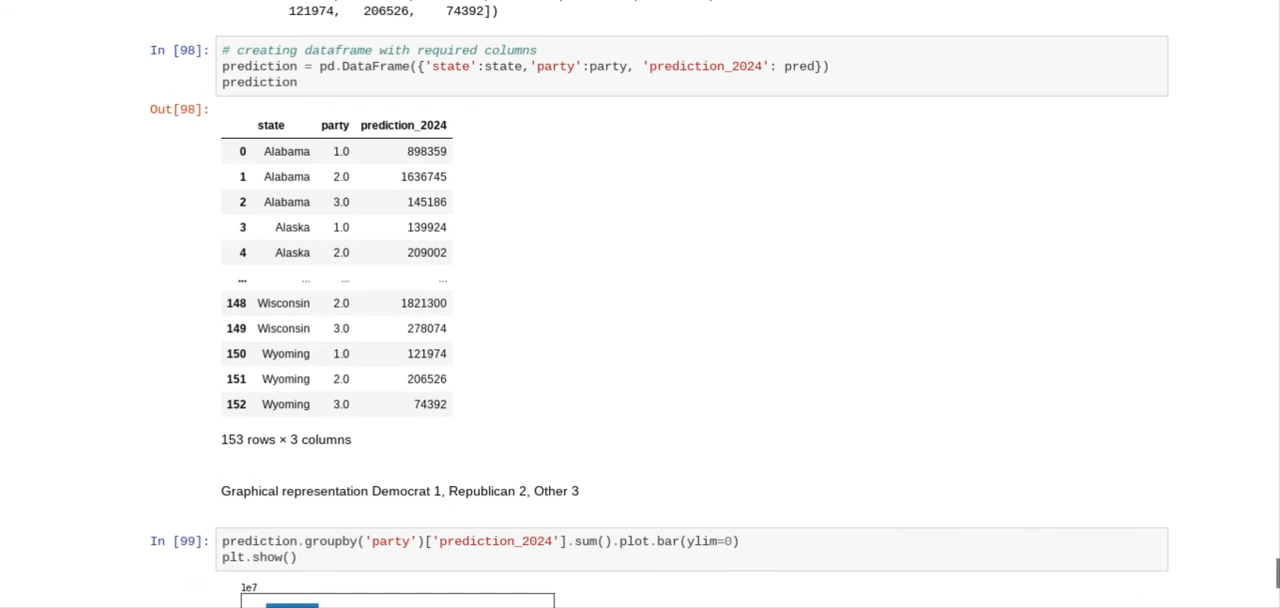 121974, 206526, 74392])
In [98]: # creating dataframe with required columns
prediction = pd.DataFrame({'state':state,'party':party, 'prediction_2024': pred})
prediction
Out[98]:
state party prediction_2024
0 Alabama 1.0 898359
1 Alabama 2.0 1636745
2 Alabama 3.0 145186
3 Alaska 1.0 139924
4 Alaska 2.0 209002
... ... ... ...
148 Wisconsin 2.0 1821300
149 Wisconsin 3.0 278074
150 Wyoming 1.0 121974
151 Wyoming 2.0 206526
152 Wyoming 3.0 74392
153 rows × 3 columns
Graphical representation Democrat 1, Republican 2, Other 3
In [99]: prediction.groupby('party')['prediction_2024'].sum().plot.bar(ylim=0)
plt.show()
1e7